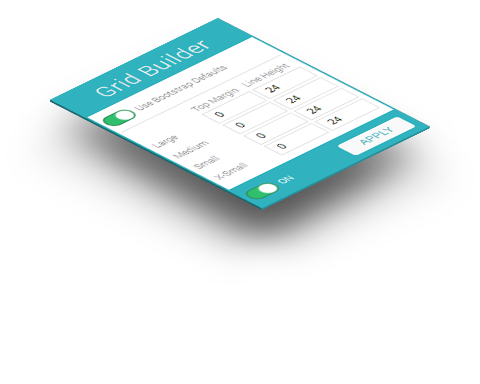 Grid Builder
Use Bootstrap Defaults
Top Margin Line Height
Large 0 24
Medium 0 24
Small 0 24
X-Small 0 24
ON APPLY